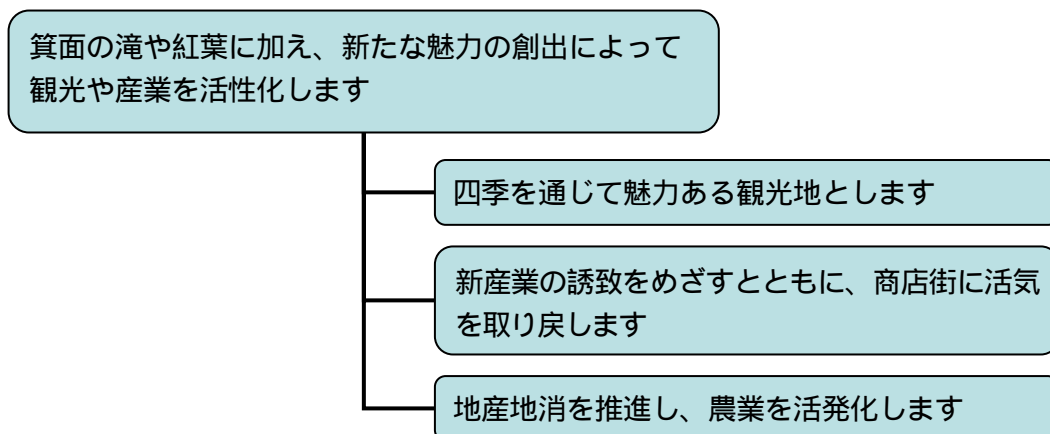 箕面の滝や紅葉に加え、新たな魅力の創出によって
観光や産業を活性化します
四季を通じて魅力ある観光地とします
新産業の誘致をめざすとともに、商店街に活気
を取り戻します
地産地消を推進し、農業を活発化します